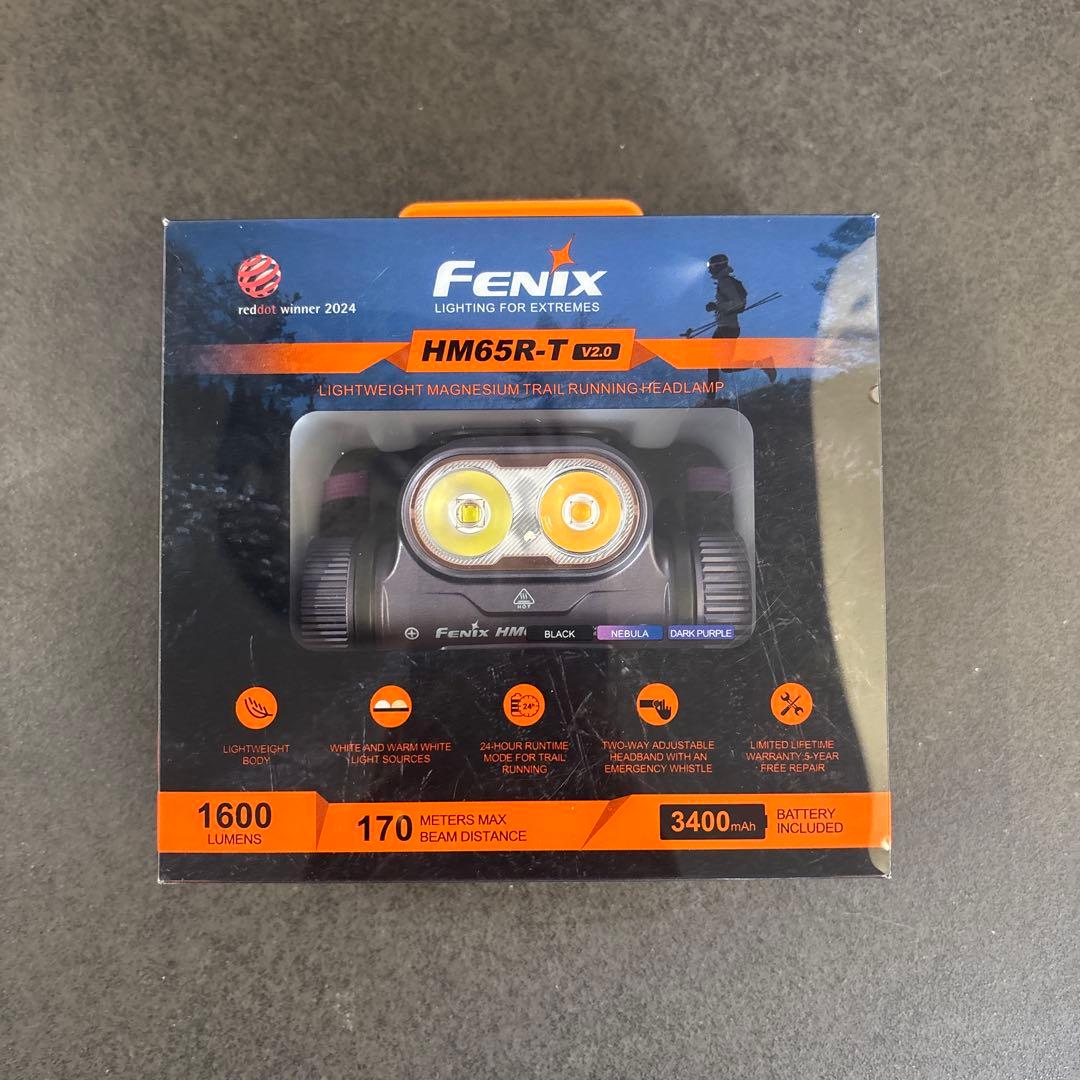 reddot winner 2024
FENIX
LIGHTING FOR EXTREMES
HM65R-T V2.0
LIGHTWEIGHT MAGNESIUM TRAIL RUNNING HEADLAMP
HOT
FENIX HM6
BLACK
NEBULA
DARK PURPLE
LIGHTWEIGHT
BODY
WHITE AND WARM WHITE
LIGHT SOURCES
24H
24-HOUR RUNTIME
MODE FOR TRAIL
RUNNING
TWO-WAY ADJUSTABLE
HEADBAND WITH AN
EMERGENCY WHISTLE
LIMITED LIFETIME
WARRANTY:5-YEAR
FREE REPAIR
1600
LUMENS
170 METERS MAX
BEAM DISTANCE
3400mAh BATTERY
INCLUDED